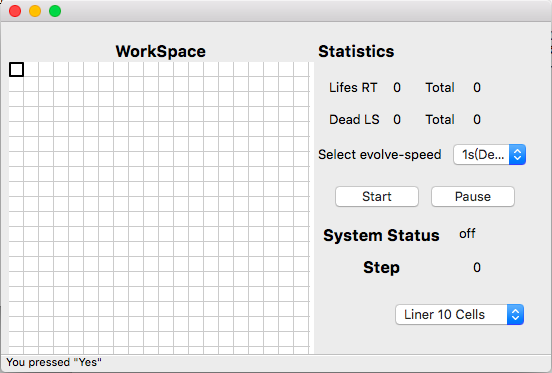 WorkSpace
Statistics
Lifes RT 0 Total 0
Dead LS 0 Total 0
Select evolve-speed 1s(De...
Start Pause
System Status off
Step 0
Liner 10 Cells
You pressed "Yes"